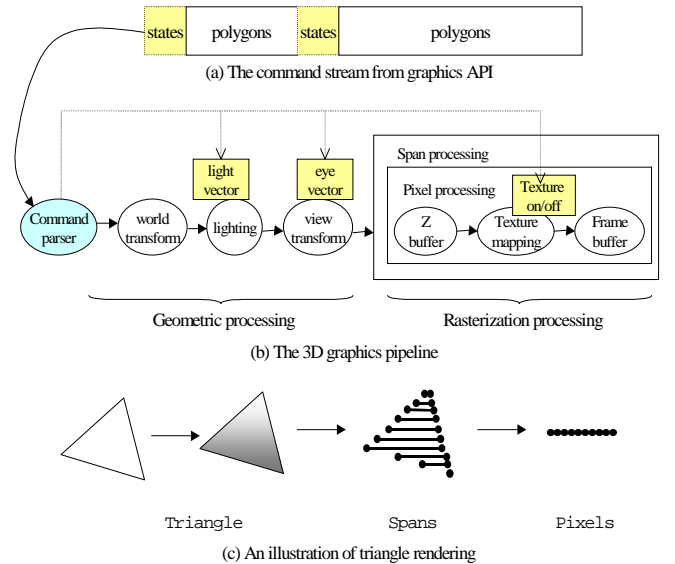 states polygons states polygons
(a) The command stream from graphics API
light vector
eye vector
Span processing
Pixel processing
Texture on/off
Command parser
world transform
lighting
view transform
Z buffer
Texture mapping
Frame buffer
Geometric processing
Rasterization processing
(b) The 3D graphics pipeline
Triangle Spans Pixels
(c) An illustration of triangle rendering